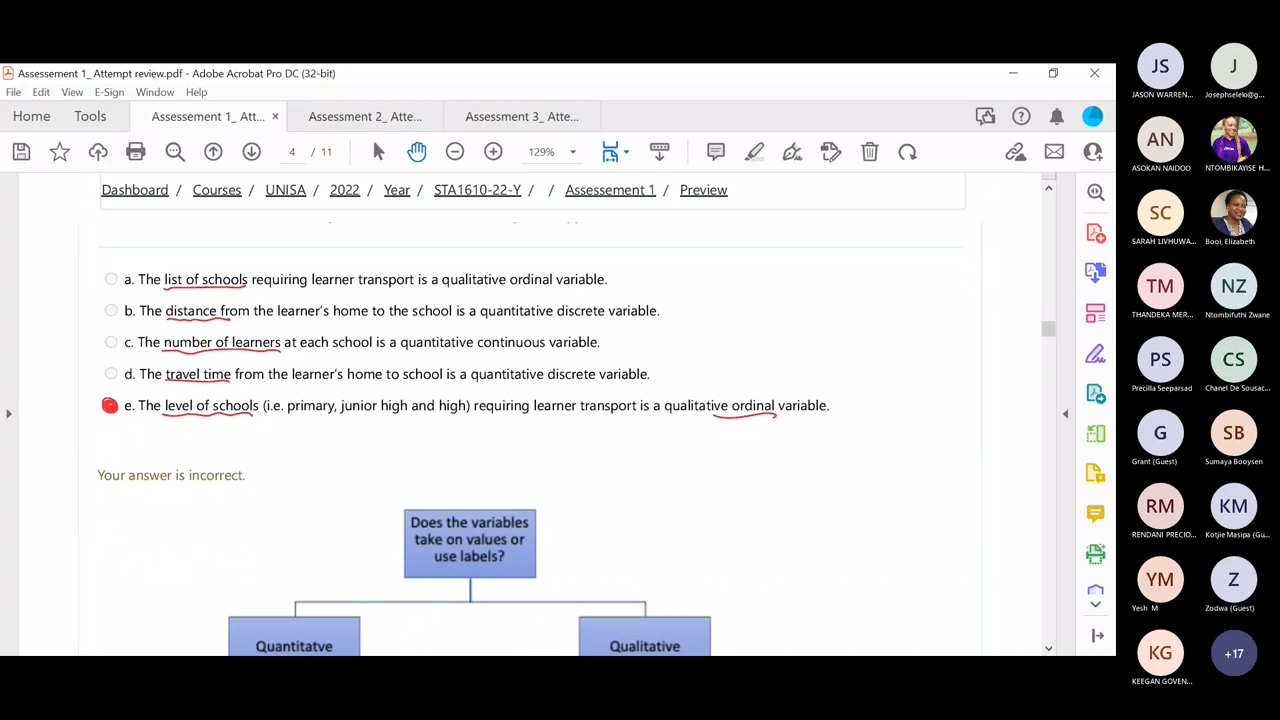 Assessement 1_ Attempt review.pdf - Adobe Acrobat Pro DC (32-bit)
File Edit View E-Sign Window Help
Home Tools Assessement 1_ Att... × Assessment 2_ Atte... Assessment 3_ Atte...
4 / 11 129%
Dashboard / Courses / UNISA / 2022 / Year / STA1610-22-Y / / Assessement 1 / Preview
a. The list of schools requiring learner transport is a qualitative ordinal variable.
b. The distance from the learner's home to the school is a quantitative discrete variable.
c. The number of learners at each school is a quantitative continuous variable.
d. The travel time from the learner's home to school is a quantitative discrete variable.
e. The level of schools (i.e. primary, junior high and high) requiring learner transport is a qualitative ordinal variable.
Your answer is incorrect.
Does the variables
take on values or
use labels?
Quantitatve Qualitative
JS J
JASON WARREN... Josephselelo@g...
AN
ASOKAN NAIDOO NTOMBIKAYISE H...
SC
SARAH LIVHUWA... Booi, Elizabeth
TM NZ
THANDEKA MER... Ntombifuthi Zwane
PS CS
Precilla Seeparsad Chanel De Sousac...
G SB
Grant (Guest) Sumaya Booysen
RM KM
RENDANI PRECIO... Kotjie Masipa (Gu...
YM Z
Yesh M Zodwa (Guest)
KG +17
KEEGAN GOVEN...